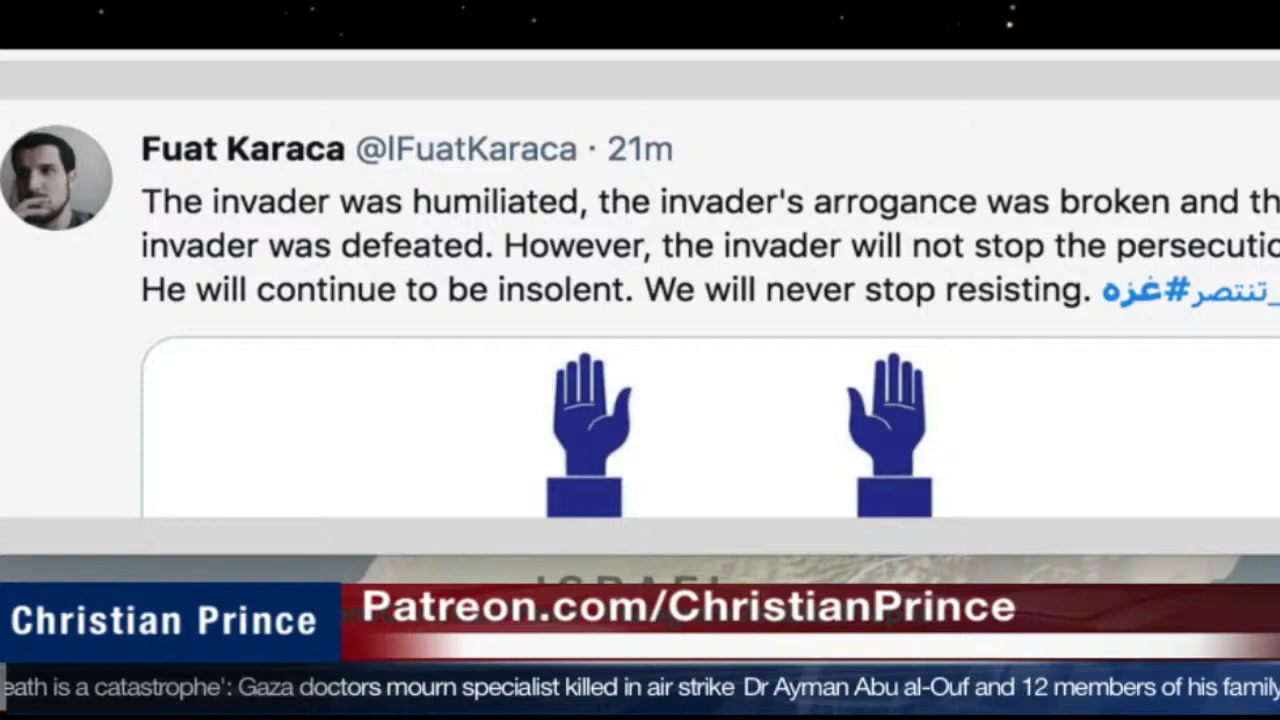 Fuat Karaca @IFuatKaraca · 21m
The invader was humiliated, the invader's arrogance was broken and th
invader was defeated. However, the invader will not stop the persecutio
He will continue to be insolent. We will never stop resisting. #غزه_تنتصر
ISRAEL
Christian Prince
Patreon.com/ChristianPrince
eath is a catastrophe': Gaza doctors mourn specialist killed in air strike Dr Ayman Abu al-Ouf and 12 members of his family